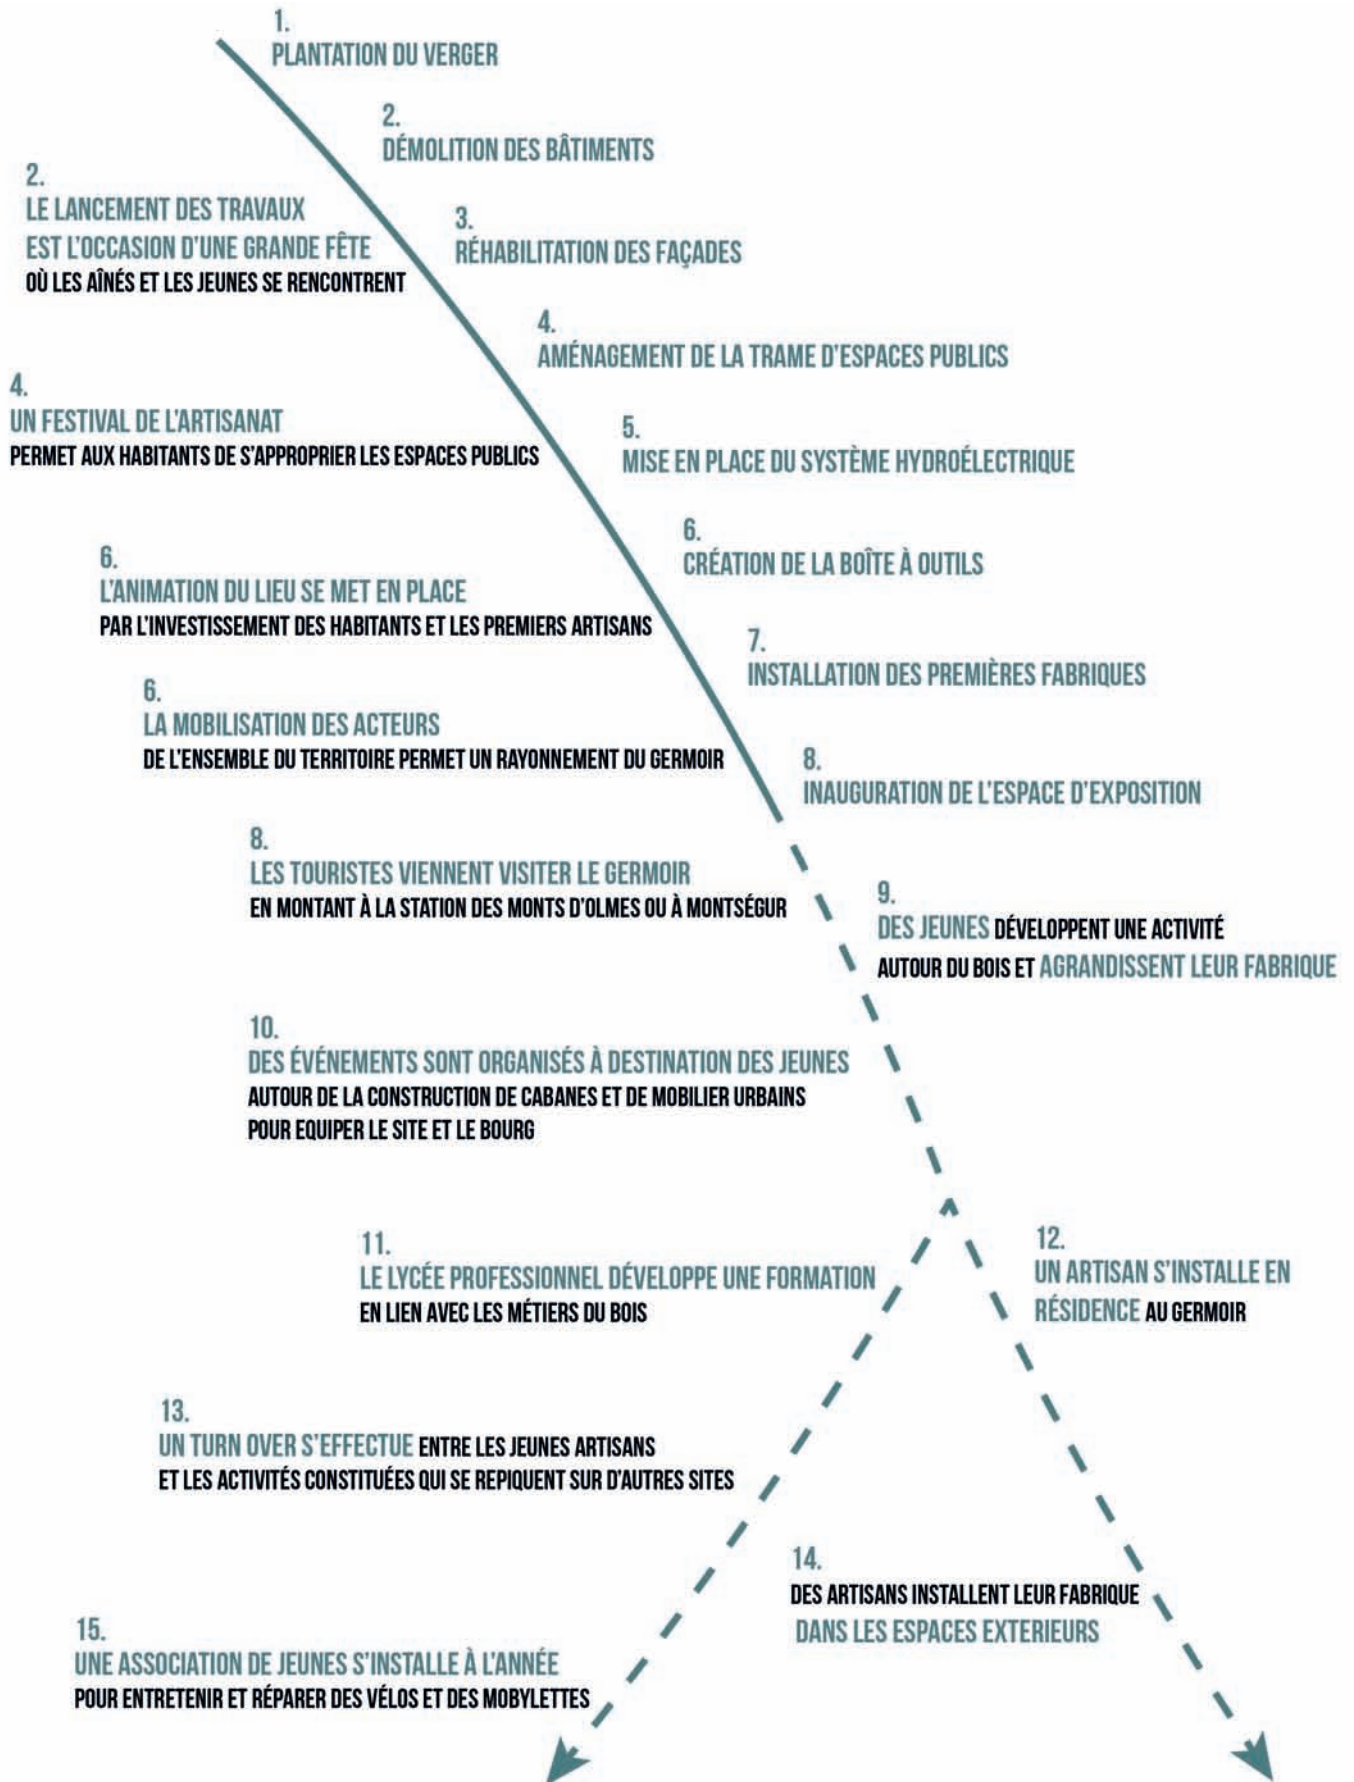 1.
PLANTATION DU VERGER
2.
DÉMOLITION DES BÂTIMENTS
2.
LE LANCEMENT DES TRAVAUX
EST L'OCCASION D'UNE GRANDE FÊTE
OÙ LES AÎNÉS ET LES JEUNES SE RENCONTRENT
3.
RÉHABILITATION DES FAÇADES
4.
AMÉNAGEMENT DE LA TRAME D'ESPACES PUBLICS
4.
UN FESTIVAL DE L'ARTISANAT
PERMET AUX HABITANTS DE S'APPROPRIER LES ESPACES PUBLICS
5.
MISE EN PLACE DU SYSTÈME HYDROÉLECTRIQUE
6.
CRÉATION DE LA BOÎTE À OUTILS
6.
L'ANIMATION DU LIEU SE MET EN PLACE
PAR L'INVESTISSEMENT DES HABITANTS ET LES PREMIERS ARTISANS
7.
INSTALLATION DES PREMIÈRES FABRIQUES
6.
LA MOBILISATION DES ACTEURS
DE L'ENSEMBLE DU TERRITOIRE PERMET UN RAYONNEMENT DU GERMOIR
8.
INAUGURATION DE L'ESPACE D'EXPOSITION
8.
LES TOURISTES VIENNENT VISITER LE GERMOIR
EN MONTANT À LA STATION DES MONTS D'OLMES OU À MONTSÉGUR
9.
DES JEUNES DÉVELOPPENT UNE ACTIVITÉ
AUTOUR DU BOIS ET AGRANDISSENT LEUR FABRIQUE
10.
DES ÉVÉNEMENTS SONT ORGANISÉS À DESTINATION DES JEUNES
AUTOUR DE LA CONSTRUCTION DE CABANES ET DE MOBILIER URBAINS
POUR EQUIPER LE SITE ET LE BOURG
11.
LE LYCÉE PROFESSIONNEL DÉVELOPPE UNE FORMATION
EN LIEN AVEC LES MÉTIERS DU BOIS
12.
UN ARTISAN S'INSTALLE EN
RÉSIDENCE AU GERMOIR
13.
UN TURN OVER S'EFFECTUE ENTRE LES JEUNES ARTISANS
ET LES ACTIVITÉS CONSTITUÉES QUI SE REPIQUENT SUR D'AUTRES SITES
14.
DES ARTISANS INSTALLENT LEUR FABRIQUE
DANS LES ESPACES EXTERIEURS
15.
UNE ASSOCIATION DE JEUNES S'INSTALLE À L'ANNÉE
POUR ENTRETENIR ET RÉPARER DES VÉLOS ET DES MOBYLETTES